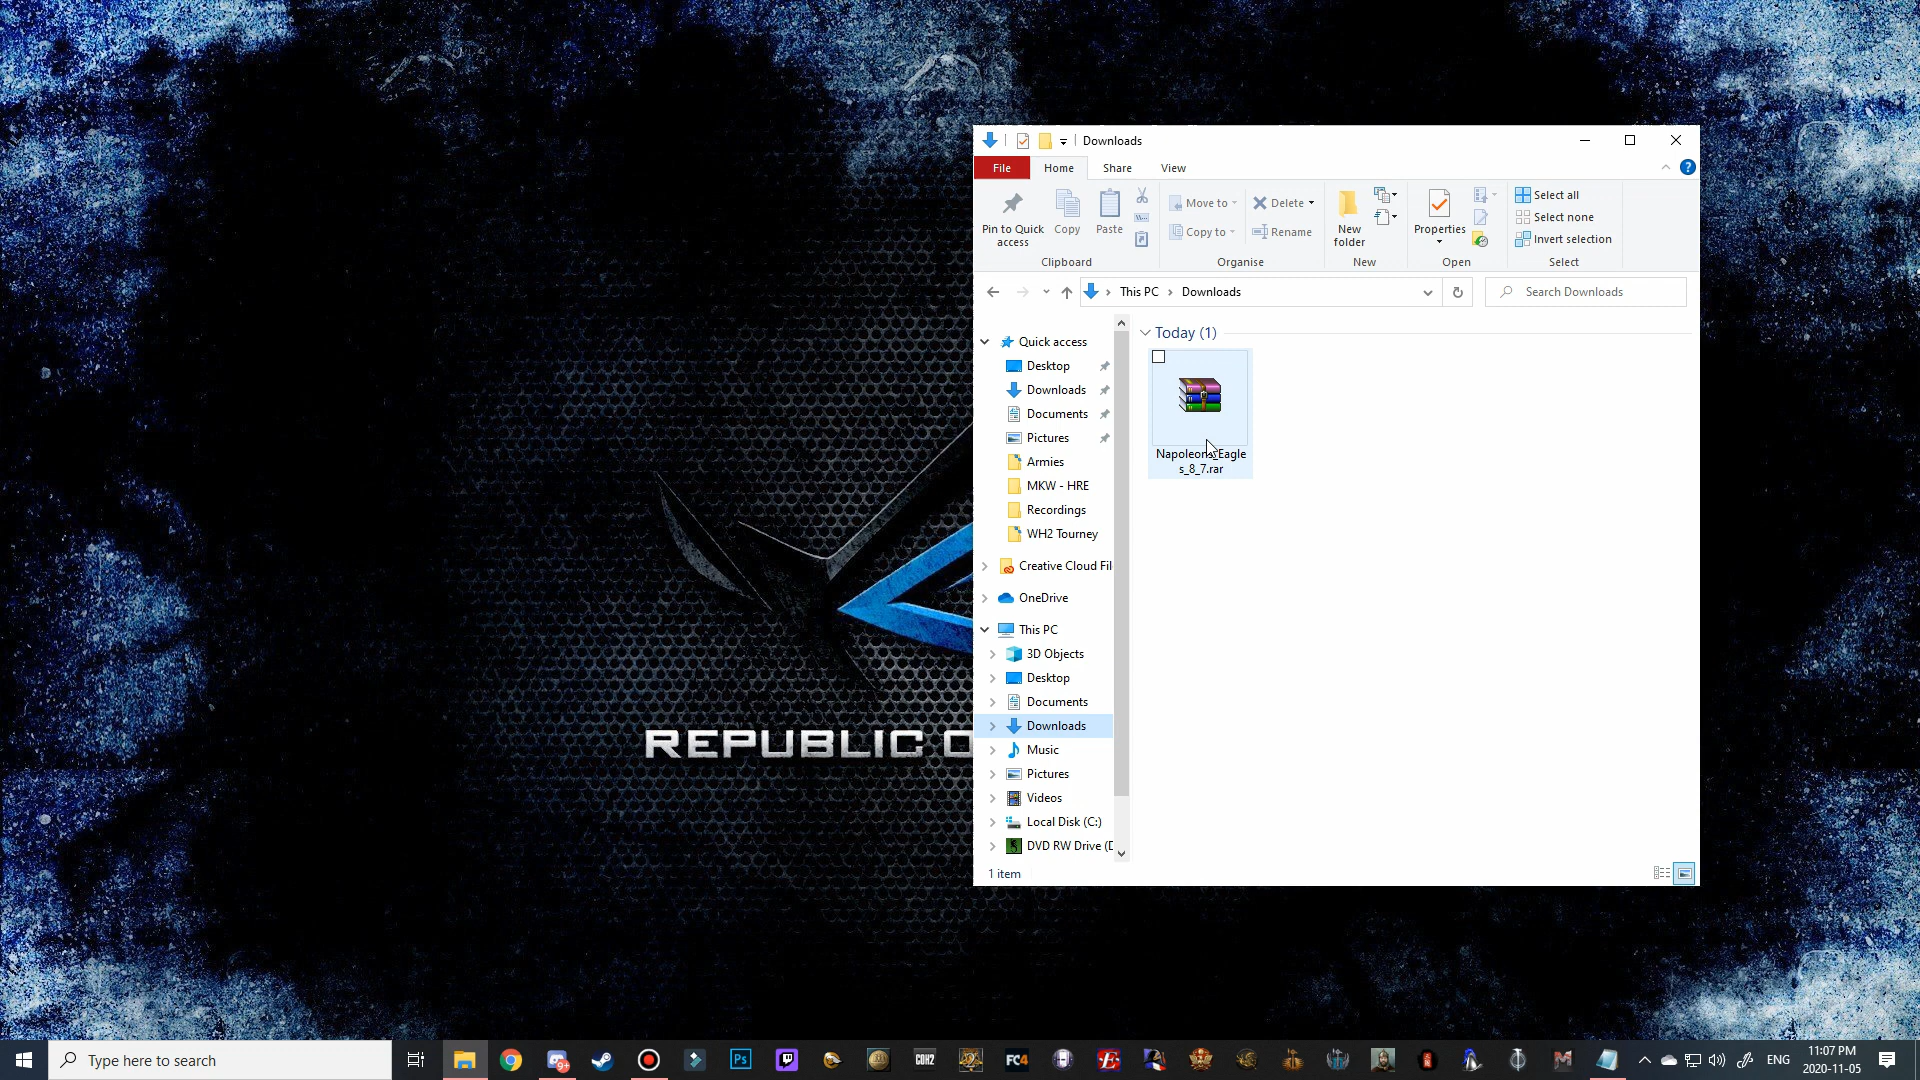 Downloads
File
Home
Share
View
Pin to Quick
access
Copy
Paste
Clipboard
Move to
Copy to
Delete
Rename
Organise
New
folder
New
Properties
Open
Select all
Select none
Invert selection
Select
This PC
Downloads
Search Downloads
Quick access
Desktop
Downloads
Documents
Pictures
Armies
MKW - HRE
Recordings
WH2 Tourney
Creative Cloud Fil
OneDrive
This PC
3D Objects
Desktop
Documents
Downloads
Music
Pictures
Videos
Local Disk (C:)
DVD RW Drive (D
Today (1)
s_8_7.rar
1 item
REPUBLIC O
Type here to search
9+
Ps
COH2
FC4
ENG
11:07 PM
2020-11-05